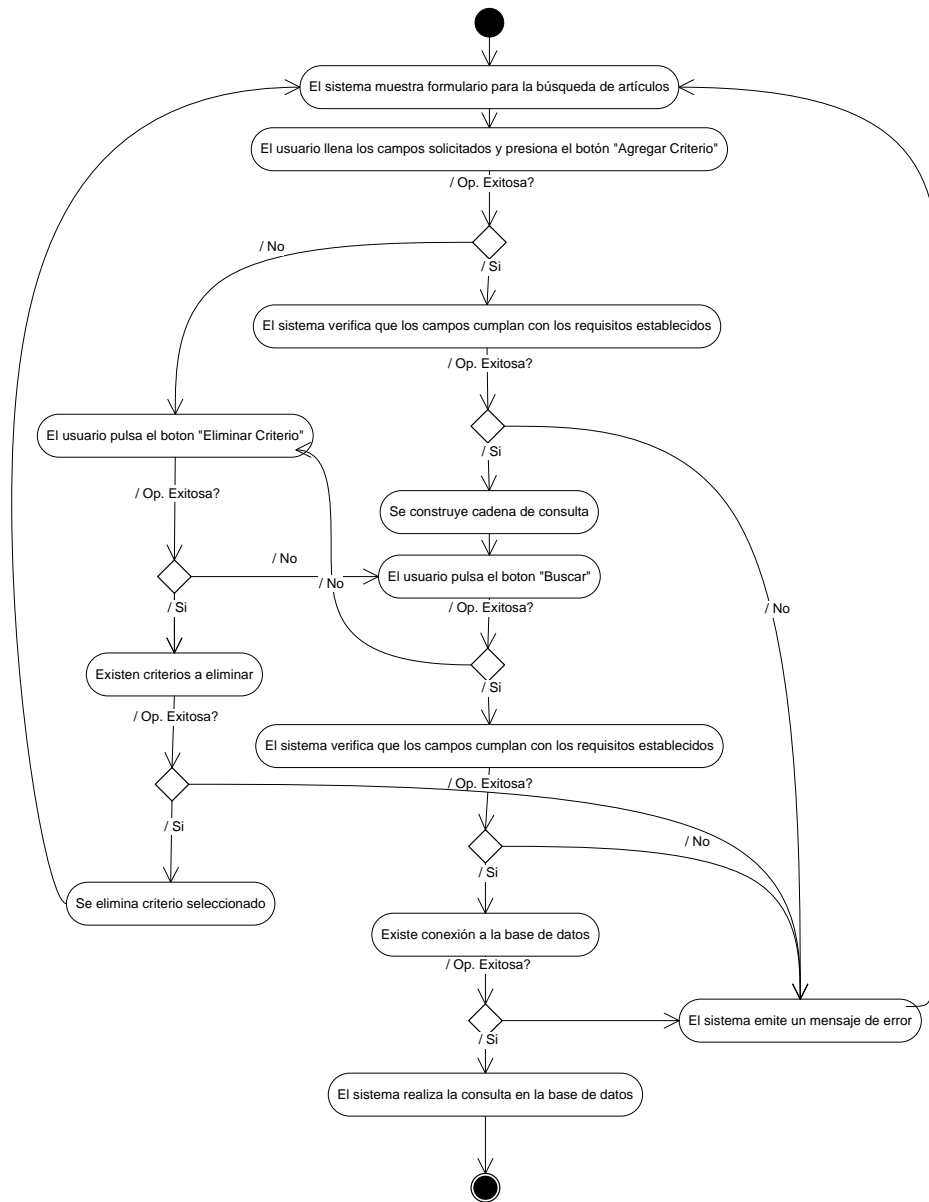 El sistema muestra formulario para la búsqueda de artículos
El usuario llena los campos solicitados y presiona el botón "Agregar Criterio"
/ Op. Exitosa?
/ No
/ Si
El sistema verifica que los campos cumplan con los requisitos establecidos
/ Op. Exitosa?
El usuario pulsa el boton "Eliminar Criterio"
/ Si
/ Op. Exitosa?
Se construye cadena de consulta
/ No
El usuario pulsa el boton "Buscar"
/ No
/ Si
/ Op. Exitosa?
/ No
Existen criterios a eliminar
/ Si
/ Op. Exitosa?
El sistema verifica que los campos cumplan con los requisitos establecidos
/ Op. Exitosa?
/ Si
/ No
/ Si
Se elimina criterio seleccionado
Existe conexión a la base de datos
/ Op. Exitosa?
El sistema emite un mensaje de error
/ Si
El sistema realiza la consulta en la base de datos